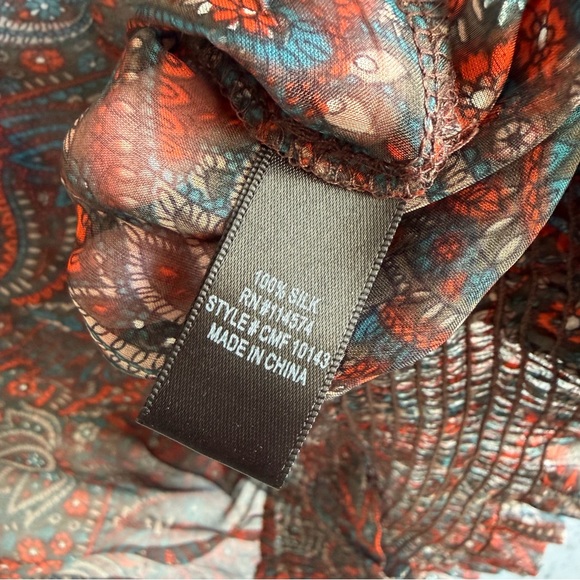 100% SILK
RN#114574
STYLE # CMF 10143
MADE IN CHINA